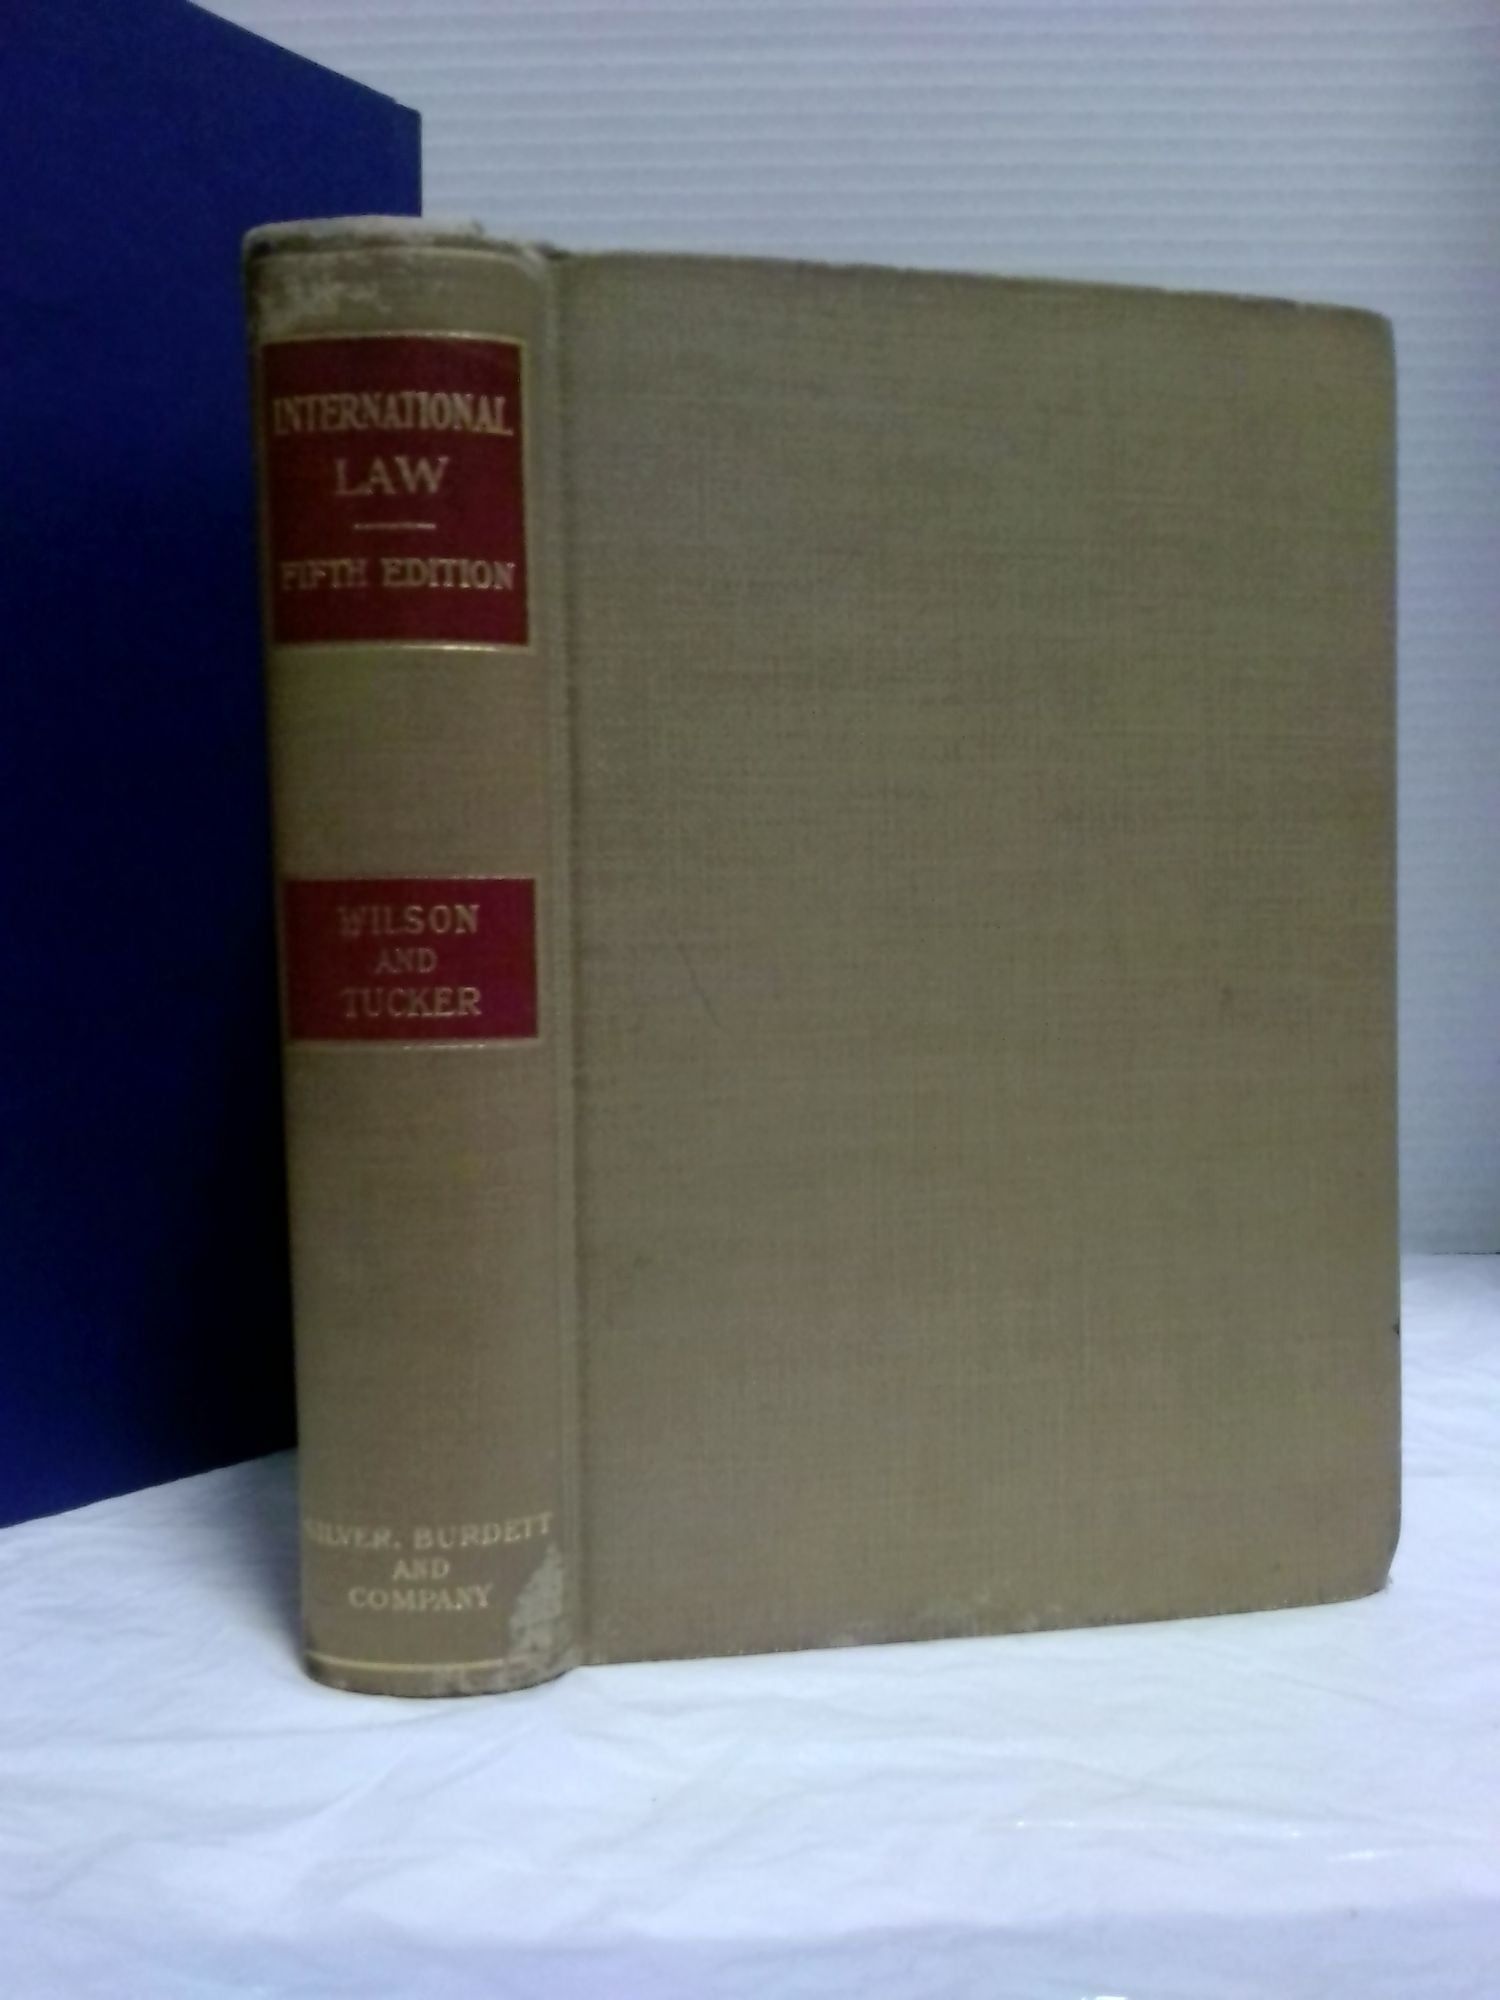 INTERNATIONAL
LAW
FIFTH EDITION
WILSON
AND
TUCKER
SILVER, BURDETT
AND
COMPANY